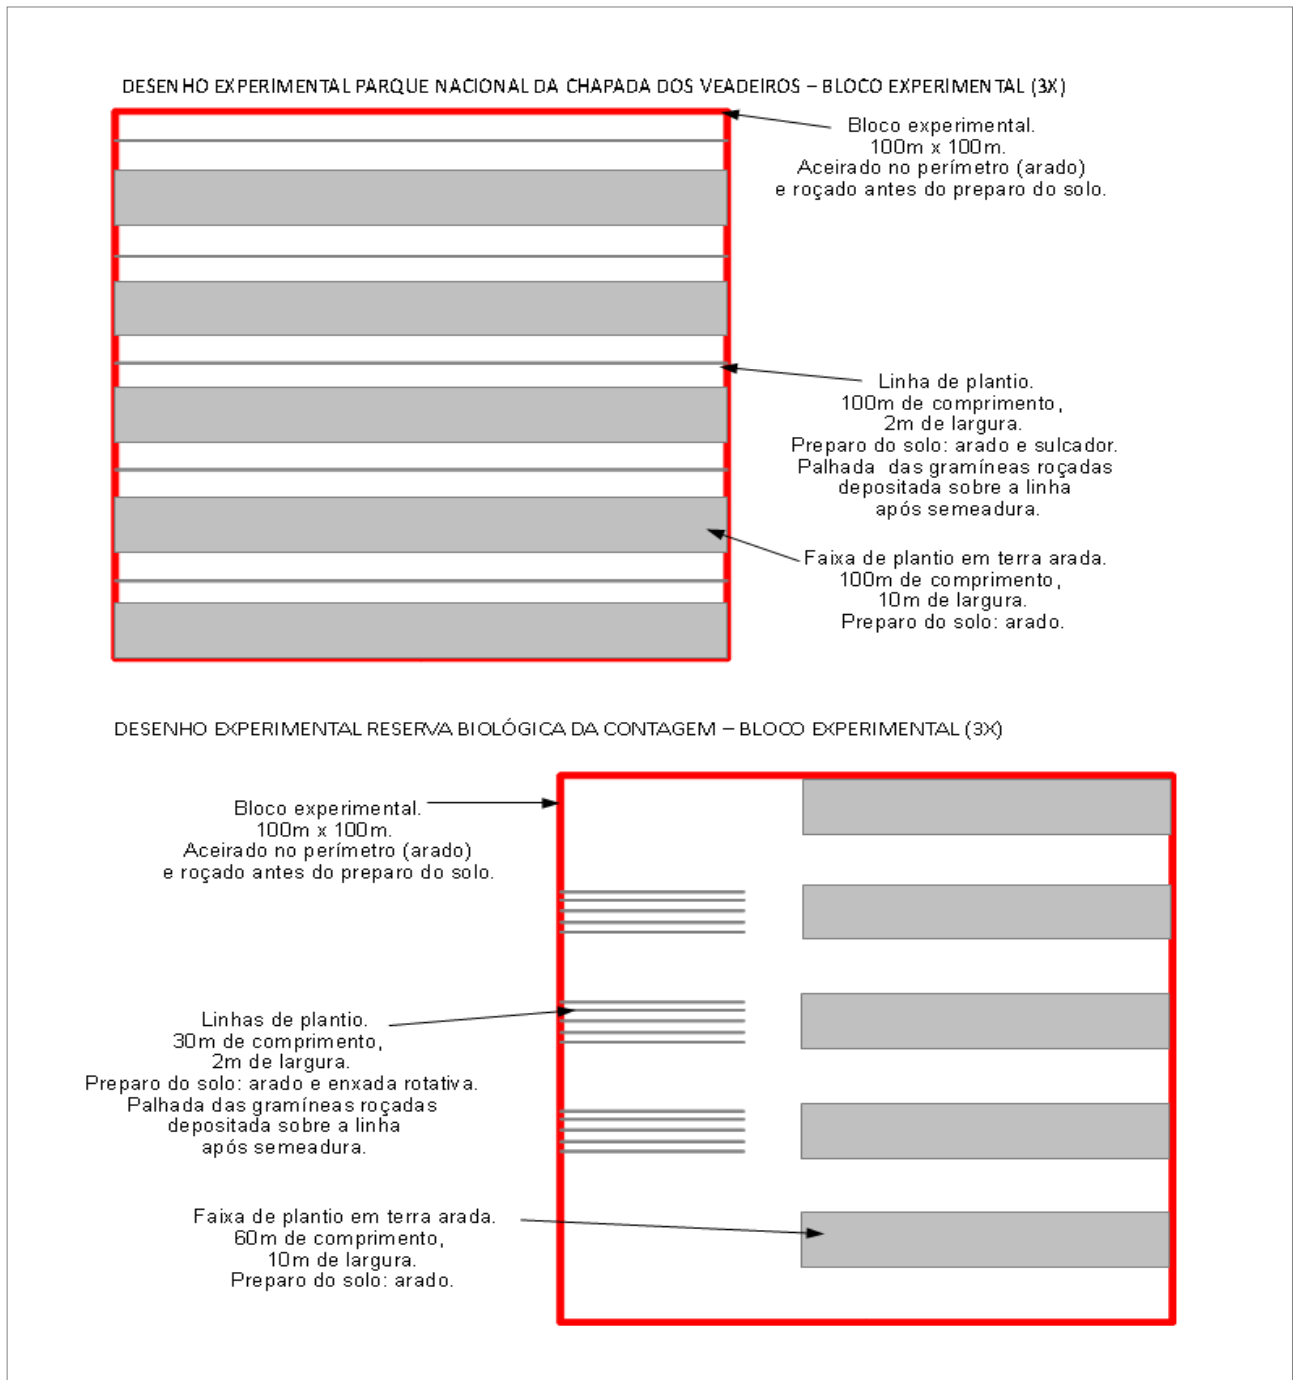 DESENHO EXPERIMENTAL PARQUE NACIONAL DA CHAPADA DOS VEADEIROS – BLOCO EXPERIMENTAL (3X)
Bloco experimental.
100m x 100m.
Aceirado no perímetro (arado)
e roçado antes do preparo do solo.
Linha de plantio.
100m de comprimento,
2m de largura.
Preparo do solo: arado e sulcador.
Palhada das gramíneas roçadas
depositada sobre a linha
após semeadura.
Faixa de plantio em terra arada.
100m de comprimento,
10m de largura.
Preparo do solo: arado.
DESENHO EXPERIMENTAL RESERVA BIOLÓGICA DA CONTAGEM – BLOCO EXPERIMENTAL (3X)
Bloco experimental.
100m x 100m.
Aceirado no perímetro (arado)
e roçado antes do preparo do solo.
Linhas de plantio.
30m de comprimento,
2m de largura.
Preparo do solo: arado e enxada rotativa.
Palhada das gramíneas roçadas
depositada sobre a linha
após semeadura.
Faixa de plantio em terra arada.
60m de comprimento,
10m de largura.
Preparo do solo: arado.